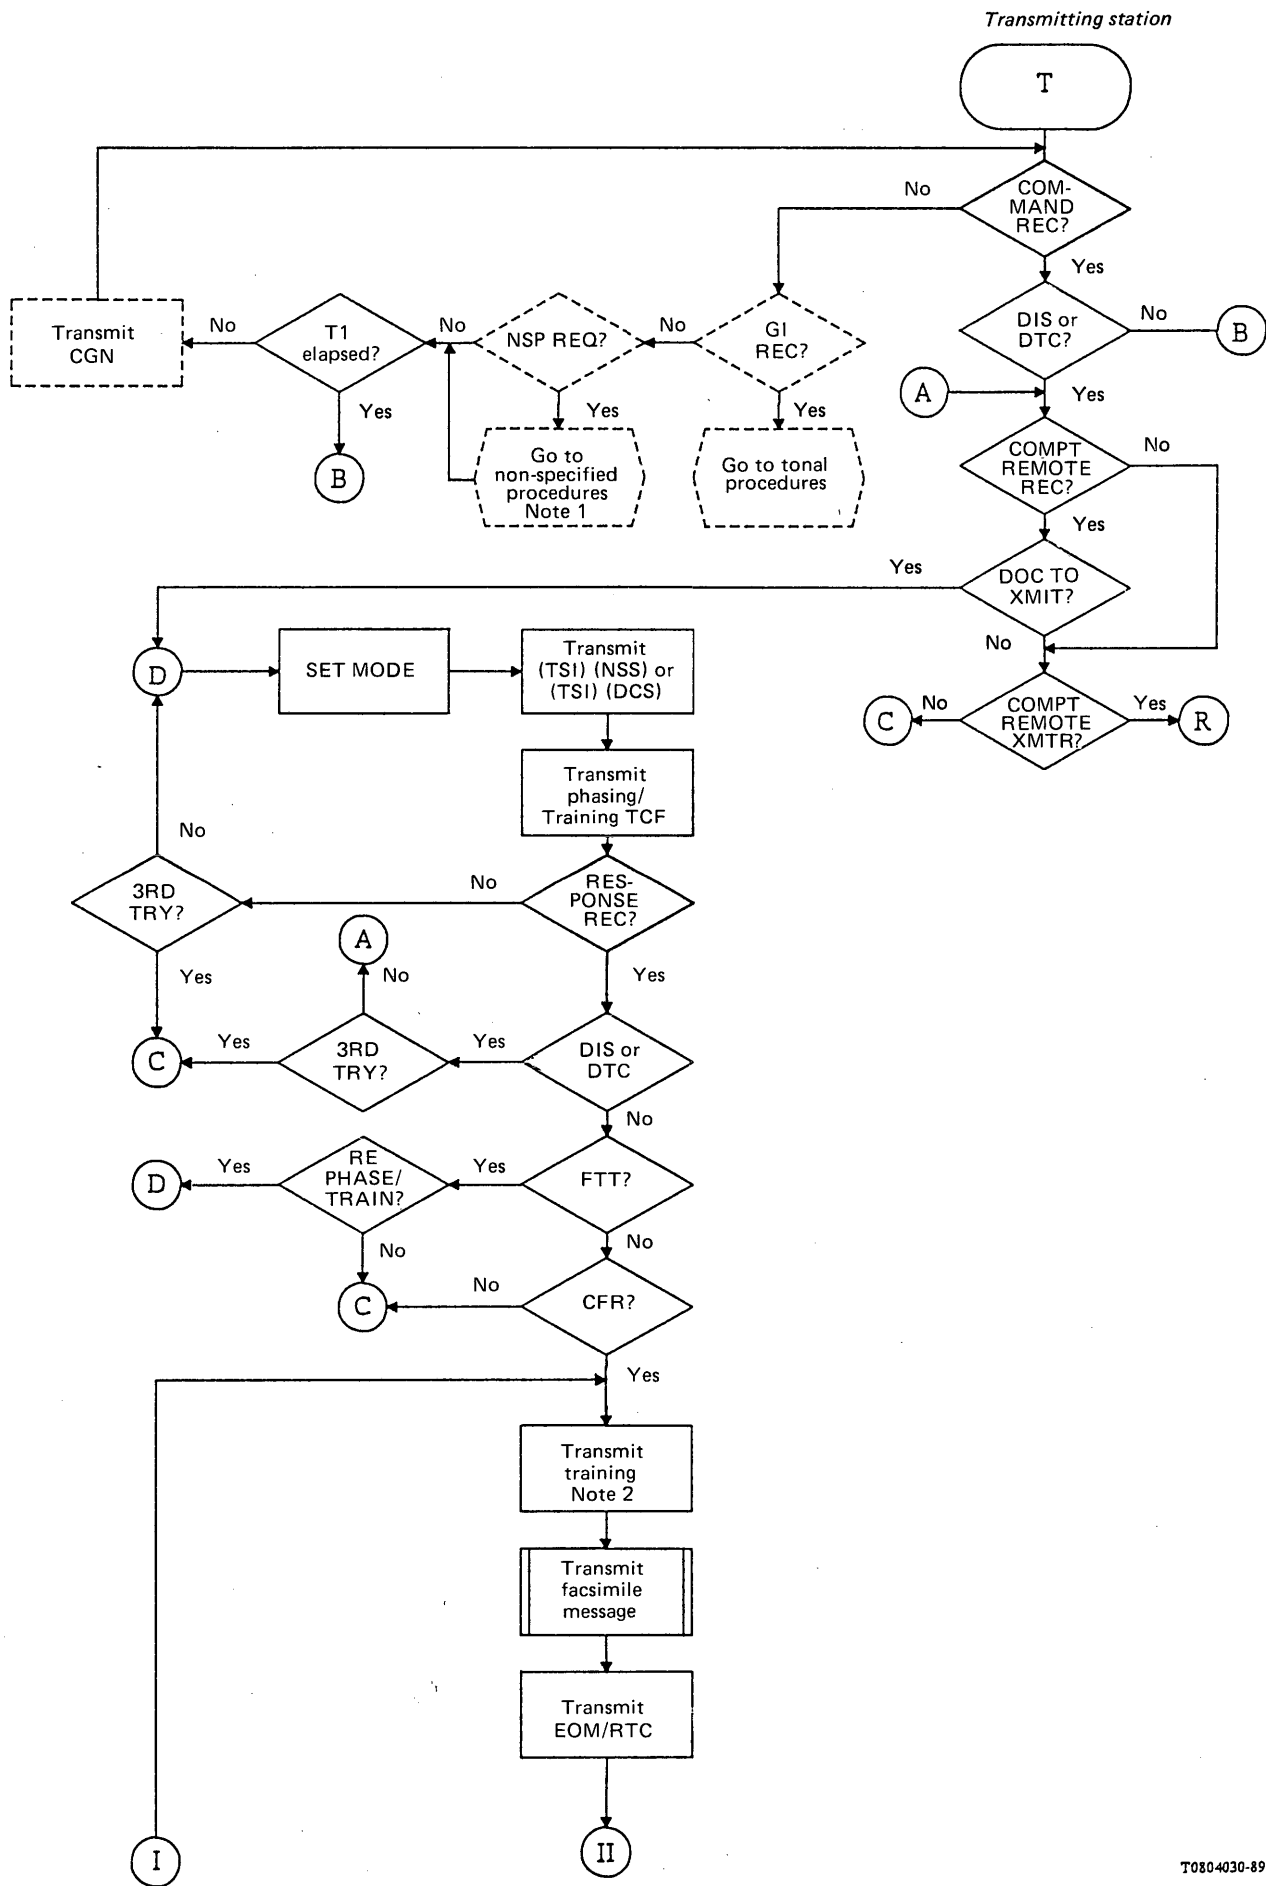 Transmitting station
T
No
COM-
MAND
REC?
Yes
Transmit
CGN
No
T1
elapsed?
No
NSP REQ?
No
GI
REC?
DIS or
DTC?
No
B
Yes
Yes
Yes
A
Yes
B
Go to
non-specified
procedures
Note 1
Go to tonal
procedures
COMPT
REMOTE
REC?
No
Yes
Yes
DOC TO
XMIT?
No
D
SET MODE
Transmit
(TSI) (NSS) or
(TSI) (DCS)
C
No
COMPT
REMOTE
XMTR?
Yes
R
Transmit
phasing/
Training TCF
No
3RD
TRY?
No
RES-
PONSE
REC?
A
Yes
No
Yes
C
Yes
3RD
TRY?
Yes
DIS or
DTC
No
D
Yes
RE
PHASE/
TRAIN?
Yes
FTT?
No
No
C
No
CFR?
Yes
Transmit
training
Note 2
Transmit
facsimile
message
Transmit
EOM/RTC
I
II
T0804030-89